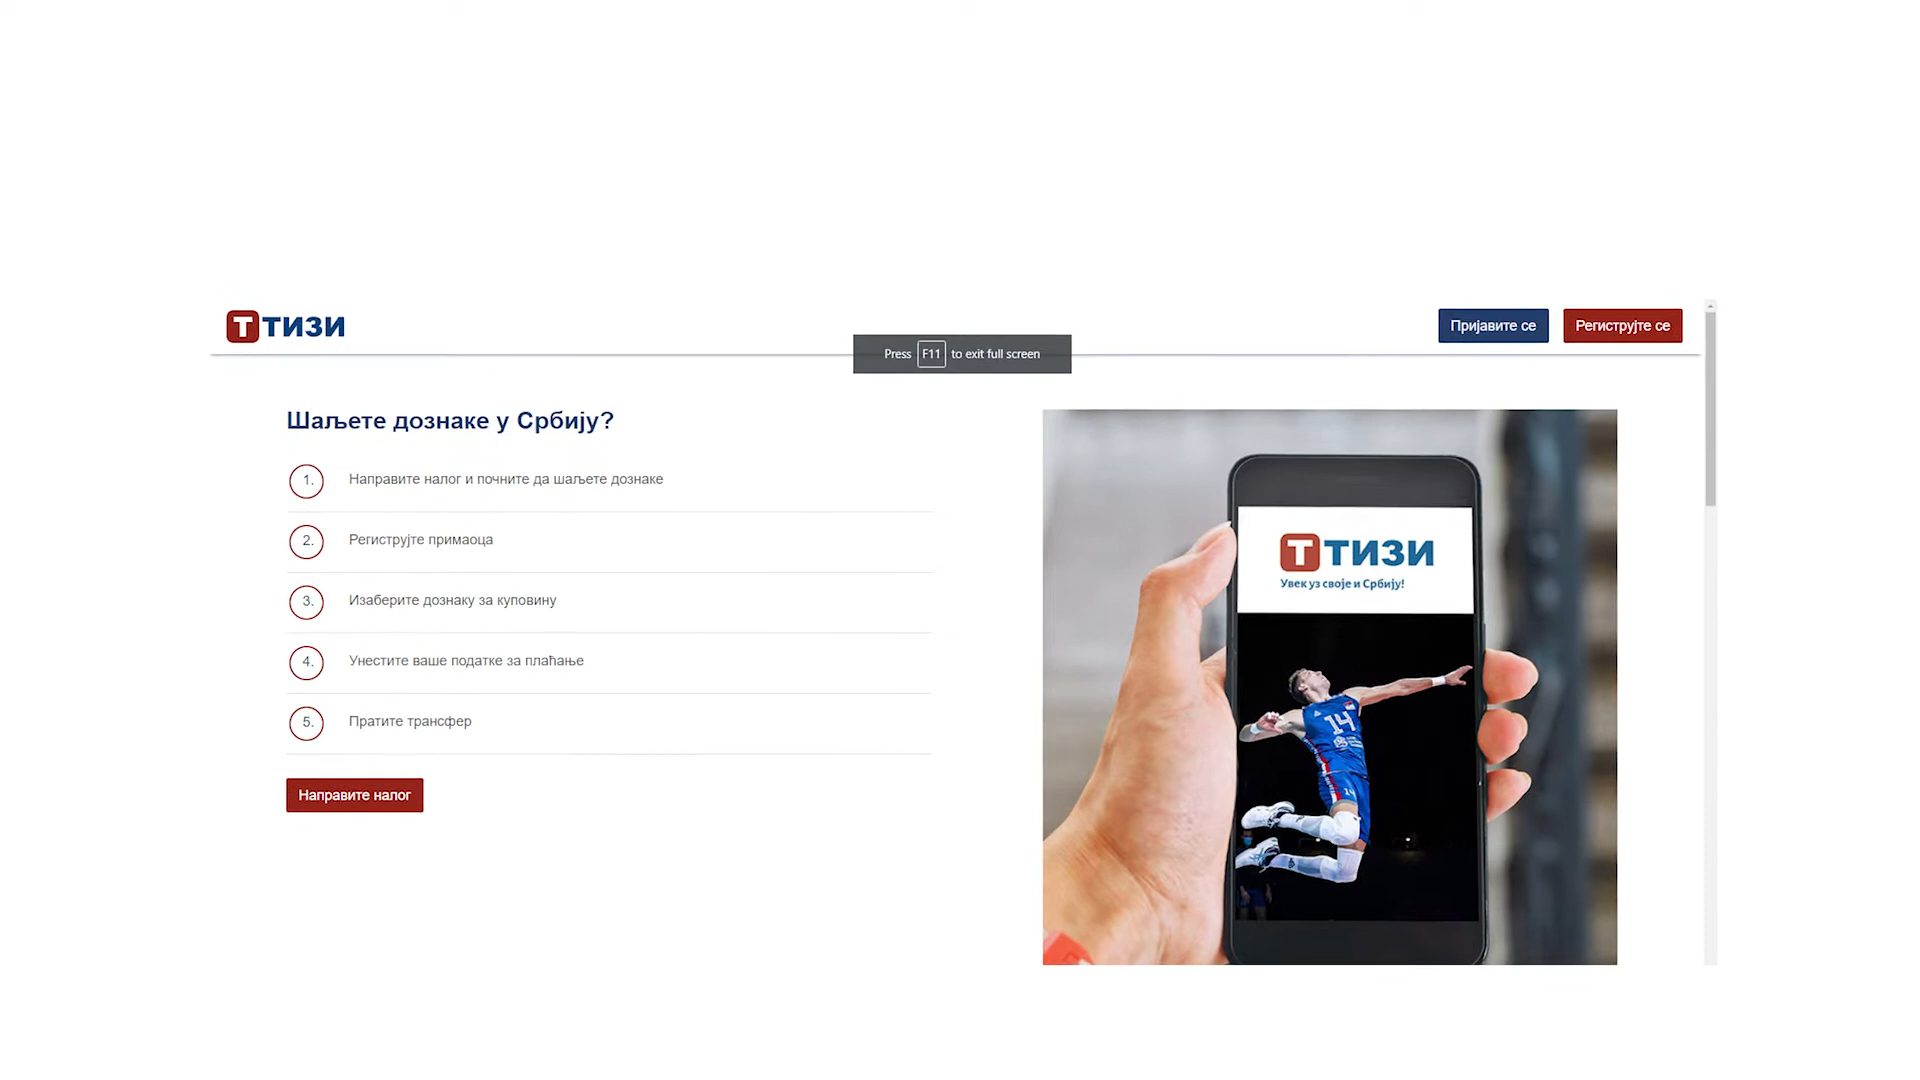 Т ТИЗИ
Пријавите се
Региструјте се
Press F11 to exit full screen
Шаљете дознаке у Србију?
1. Направите налог и почните да шаљете дознаке
2. Региструјте примаоца
3. Изаберите дознаку за куповину
4. Унестите ваше податке за плаћање
5. Пратите трансфер
Направите налог
Т ТИЗИ
Увек уз своје и Србију!
14
14